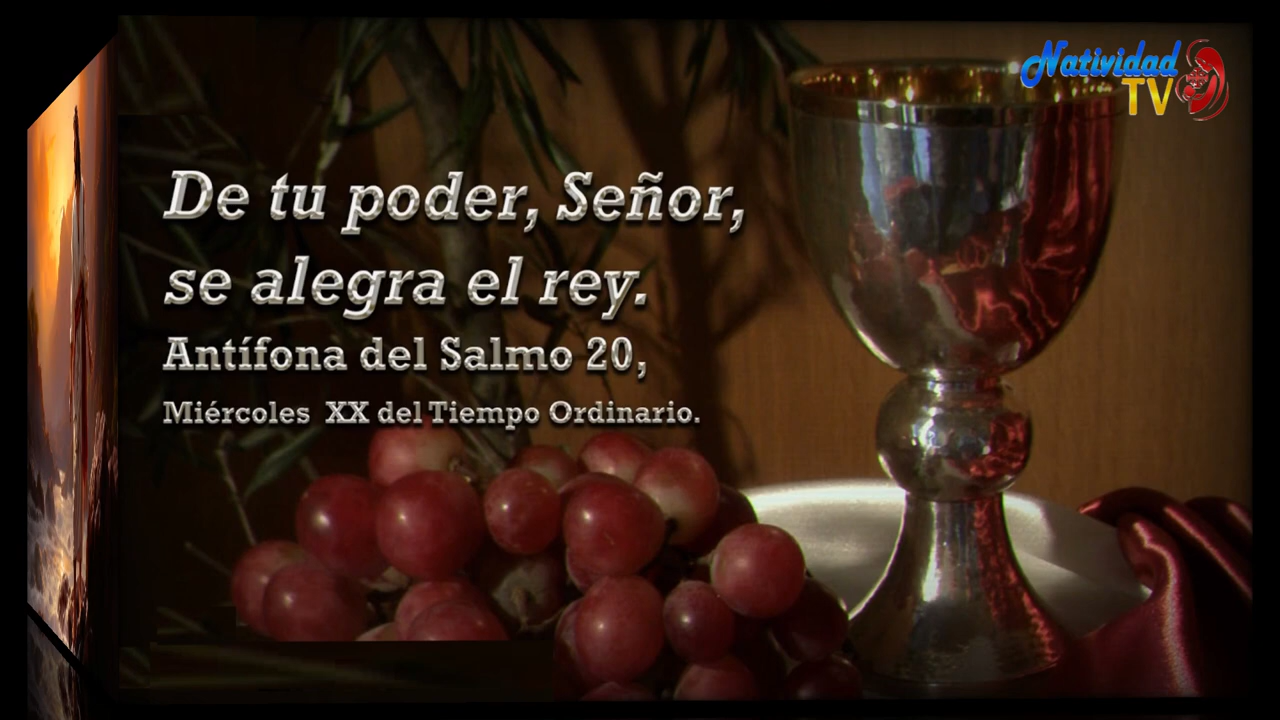 Natividad
TV
De tu poder, Señor,
se alegra el rey.
Antífona del Salmo 20,
Miércoles XX del Tiempo Ordinario.